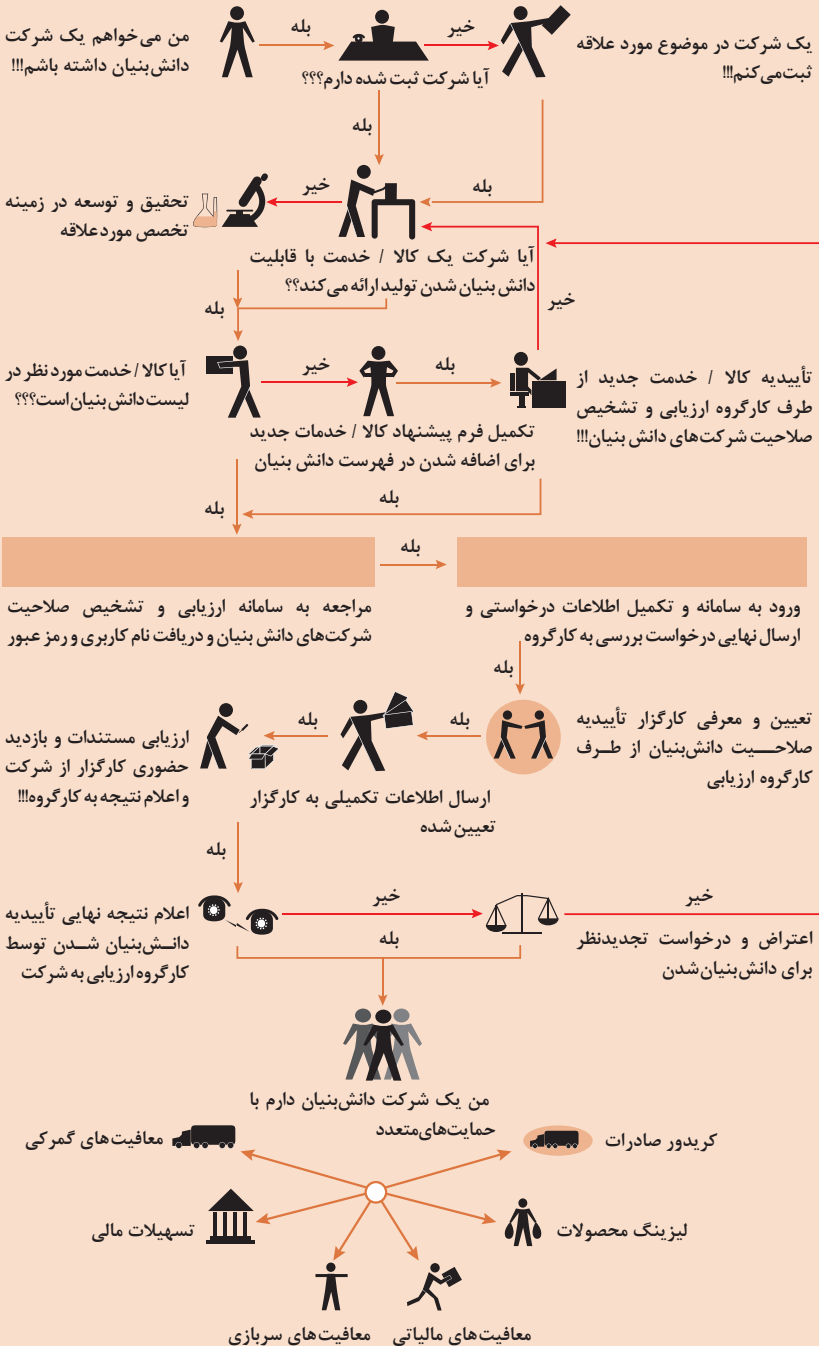 من می‌خواهم یک شرکت
دانش‌بنیان داشته باشم!!!
بله
آیا شرکت ثبت شده دارم؟؟؟
خیر
یک شرکت در موضوع مورد علاقه
ثبت‌می‌کنم!!!
بله
بله
تحقیق و توسعه در زمینه
تخصص مورد علاقه
خیر
آیا شرکت یک کالا / خدمت با قابلیت
دانش‌بنیان شدن تولید ارائه می‌کند؟؟
خیر
بله
آیا کالا / خدمت مورد نظر در
لیست دانش‌بنیان است؟؟؟
خیر
تکمیل فرم پیشنهاد کالا / خدمات جدید
برای اضافه شدن در فهرست دانش بنیان
بله
تأییدیه کالا / خدمت جدید از
طرف کارگروه ارزیابی و تشخیص
صلاحیت شرکت‌های دانش بنیان!!!
بله
بله
بله
مراجعه به سامانه ارزیابی و تشخیص صلاحیت
شرکت‌های دانش بنیان و دریافت نام کاربری و رمز عبور
ورود به سامانه و تکمیل اطلاعات درخواستی و
ارسال نهایی درخواست بررسی به کارگروه
بله
تعیین و معرفی کارگزار تأییدیه
صلاحیت دانش‌بنیان از طرف
کارگروه ارزیابی
بله
ارسال اطلاعات تکمیلی به کارگزار
تعیین شده
بله
ارزیابی مستندات و بازدید
حضوری کارگزار از شرکت
و اعلام نتیجه به کارگروه!!!
بله
اعلام نتیجه نهایی تأییدیه
دانش‌بنیان شدن توسط
کارگروه ارزیابی به شرکت
خیر
بله
خیر
اعتراض و درخواست تجدیدنظر
برای دانش‌بنیان‌شدن
من یک شرکت دانش‌بنیان دارم با
حمایت‌های‌متعدد
کریدور صادرات
معافیت‌های گمرکی
لیزینگ محصولات
تسهیلات مالی
معافیت‌های مالیاتی
معافیت‌های سربازی